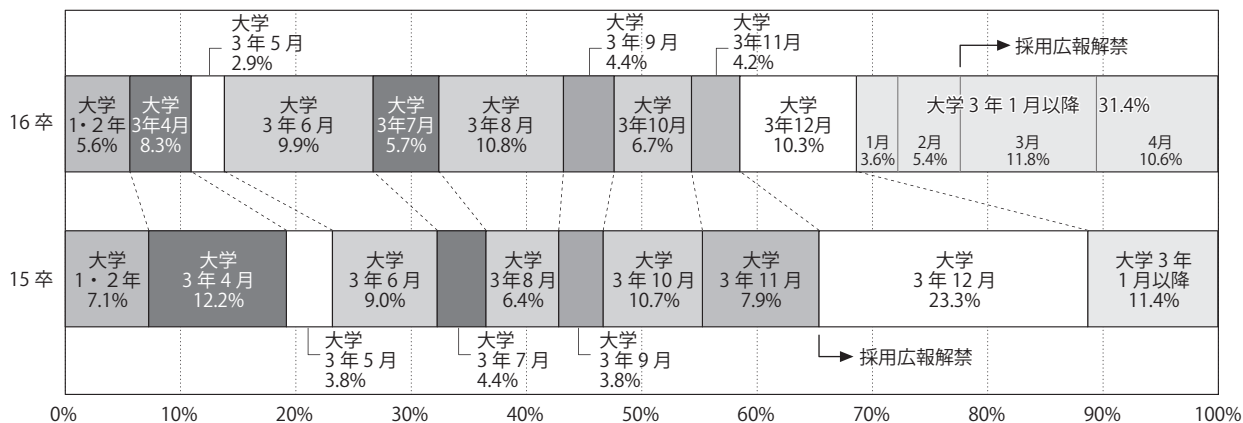 大学
3 年 5 月
2.9%
大学
3 年 9 月
4.4%
大学
3年11月
4.2%
採用広報解禁
16 卒
大学
1・2 年
5.6%
大学
3年4月
8.3%
大学
3 年 6 月
9.9%
大学
3年7月
5.7%
大学
3年8月
10.8%
大学
3年10月
6.7%
大学
3年12月
10.3%
大学 3 年 1 月以降 31.4%
1月
3.6%
2月
5.4%
3月
11.8%
4月
10.6%
15 卒
大学
1・ 2 年
7.1%
大学
3 年 4 月
12.2%
大学
3 年 6 月
9.0%
大学
3年8月
6.4%
大学
3 年 10 月
10.7%
大学
3 年 11 月
7.9%
大学
3 年 12 月
23.3%
大学 3 年
1 月以降
11.4%
大学
3 年 5 月
3.8%
大学
3 年 7 月
4.4%
大学
3 年 9 月
3.8%
採用広報解禁
0% 10% 20% 30% 40% 50% 60% 70% 80% 90% 100%